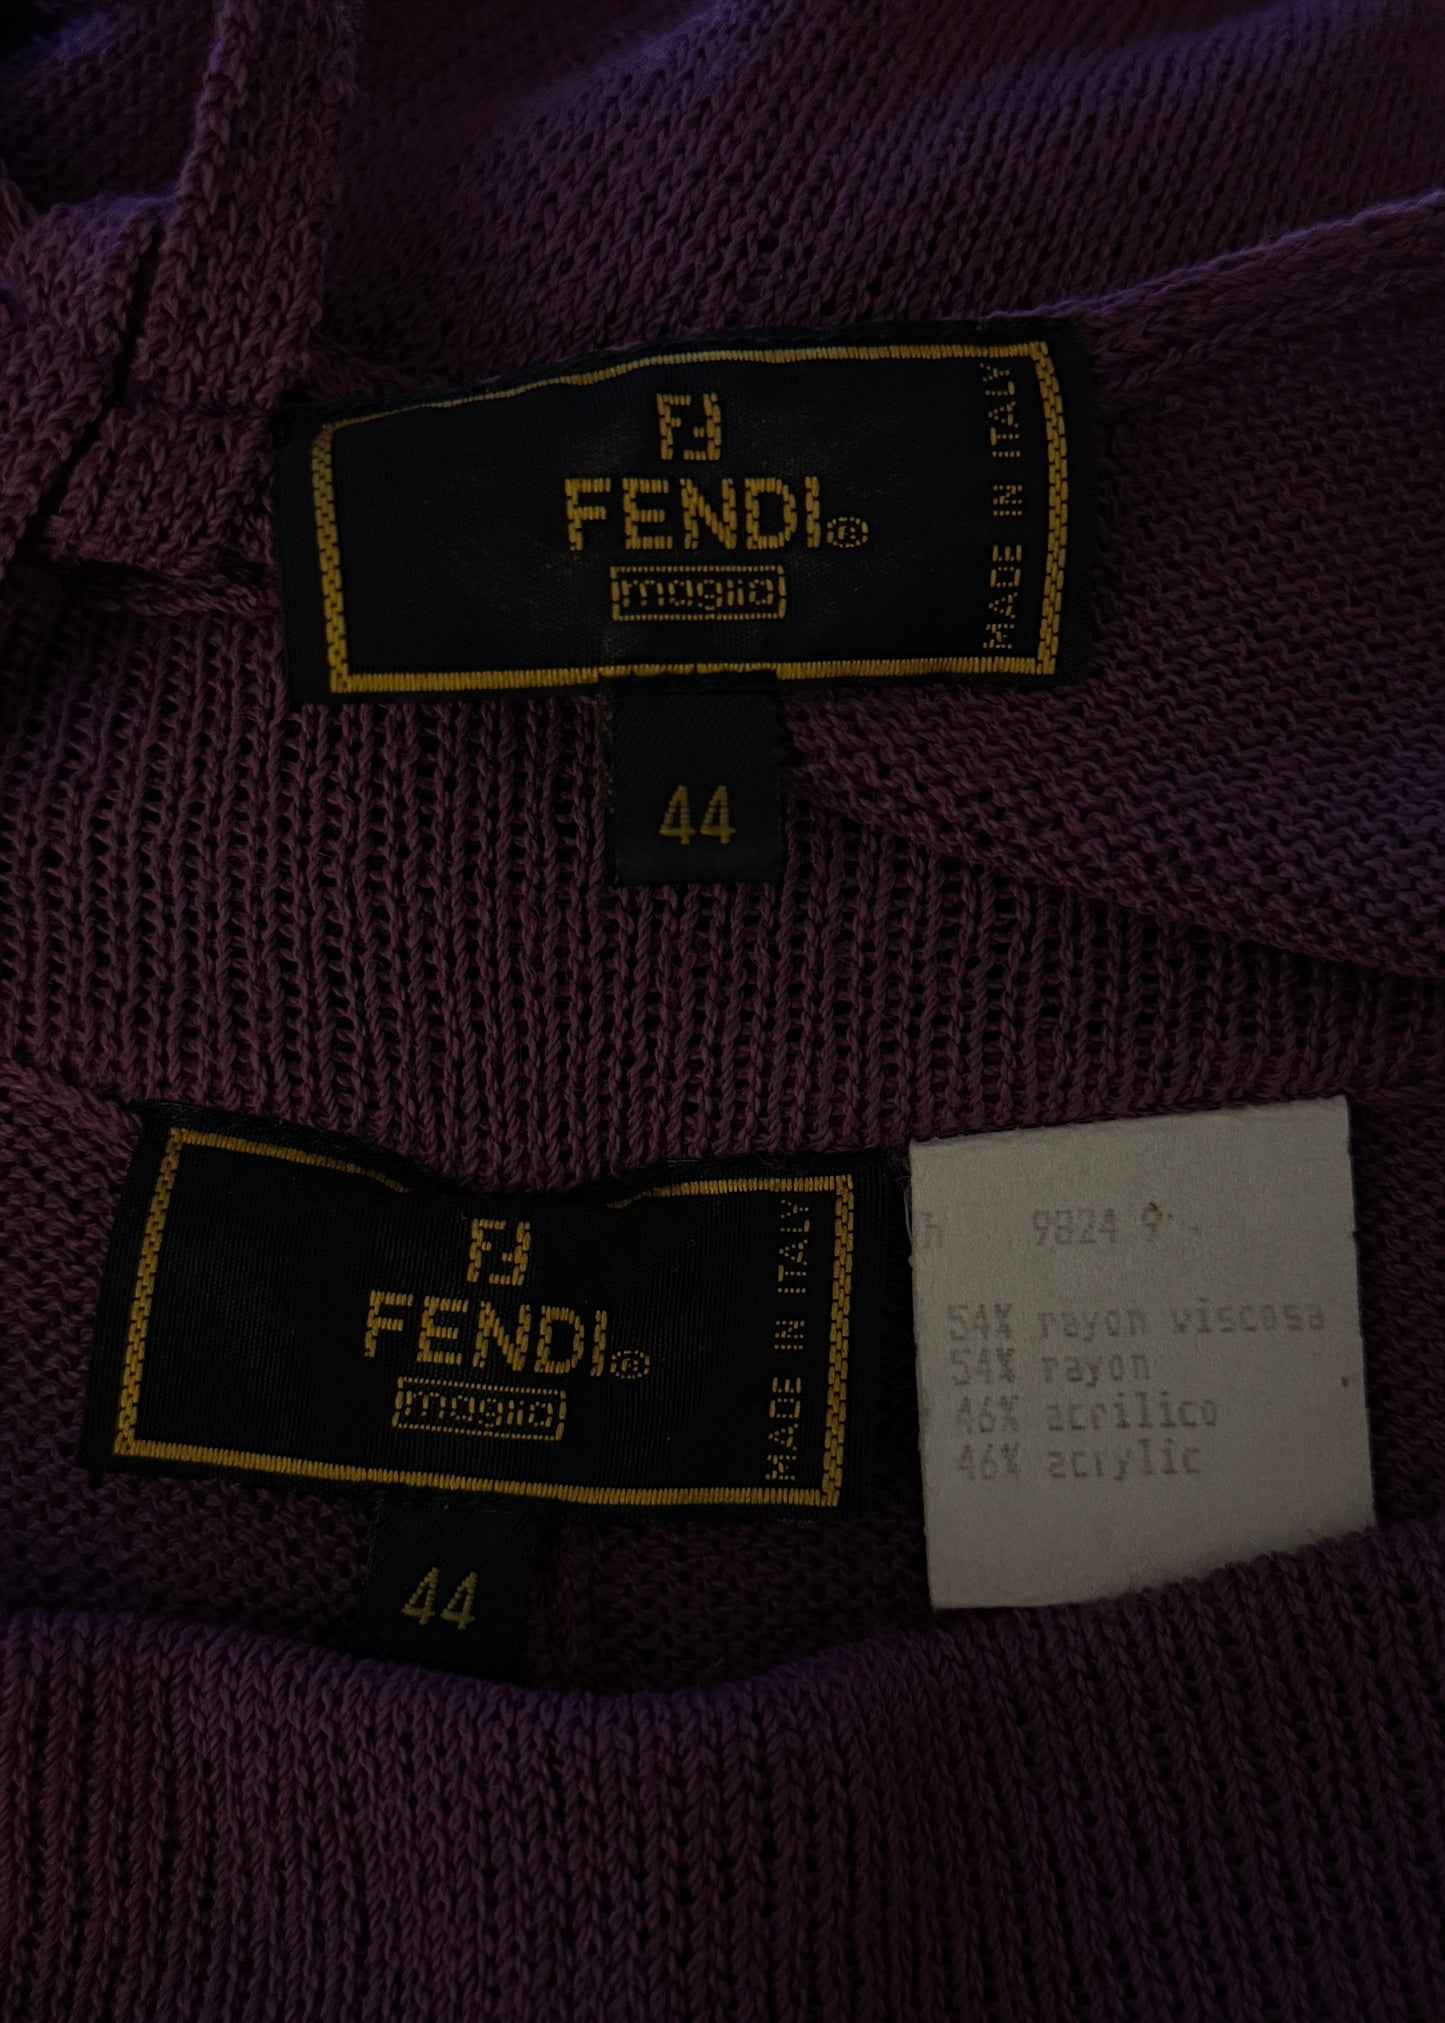 FF
FENDI®
maglia
MADE IN ITALY
44
FF
FENDI®
maglia
MADE IN ITALY
44
9824 9
54% rayon viscosa
54% rayon
46% acrilico
46% acrylic